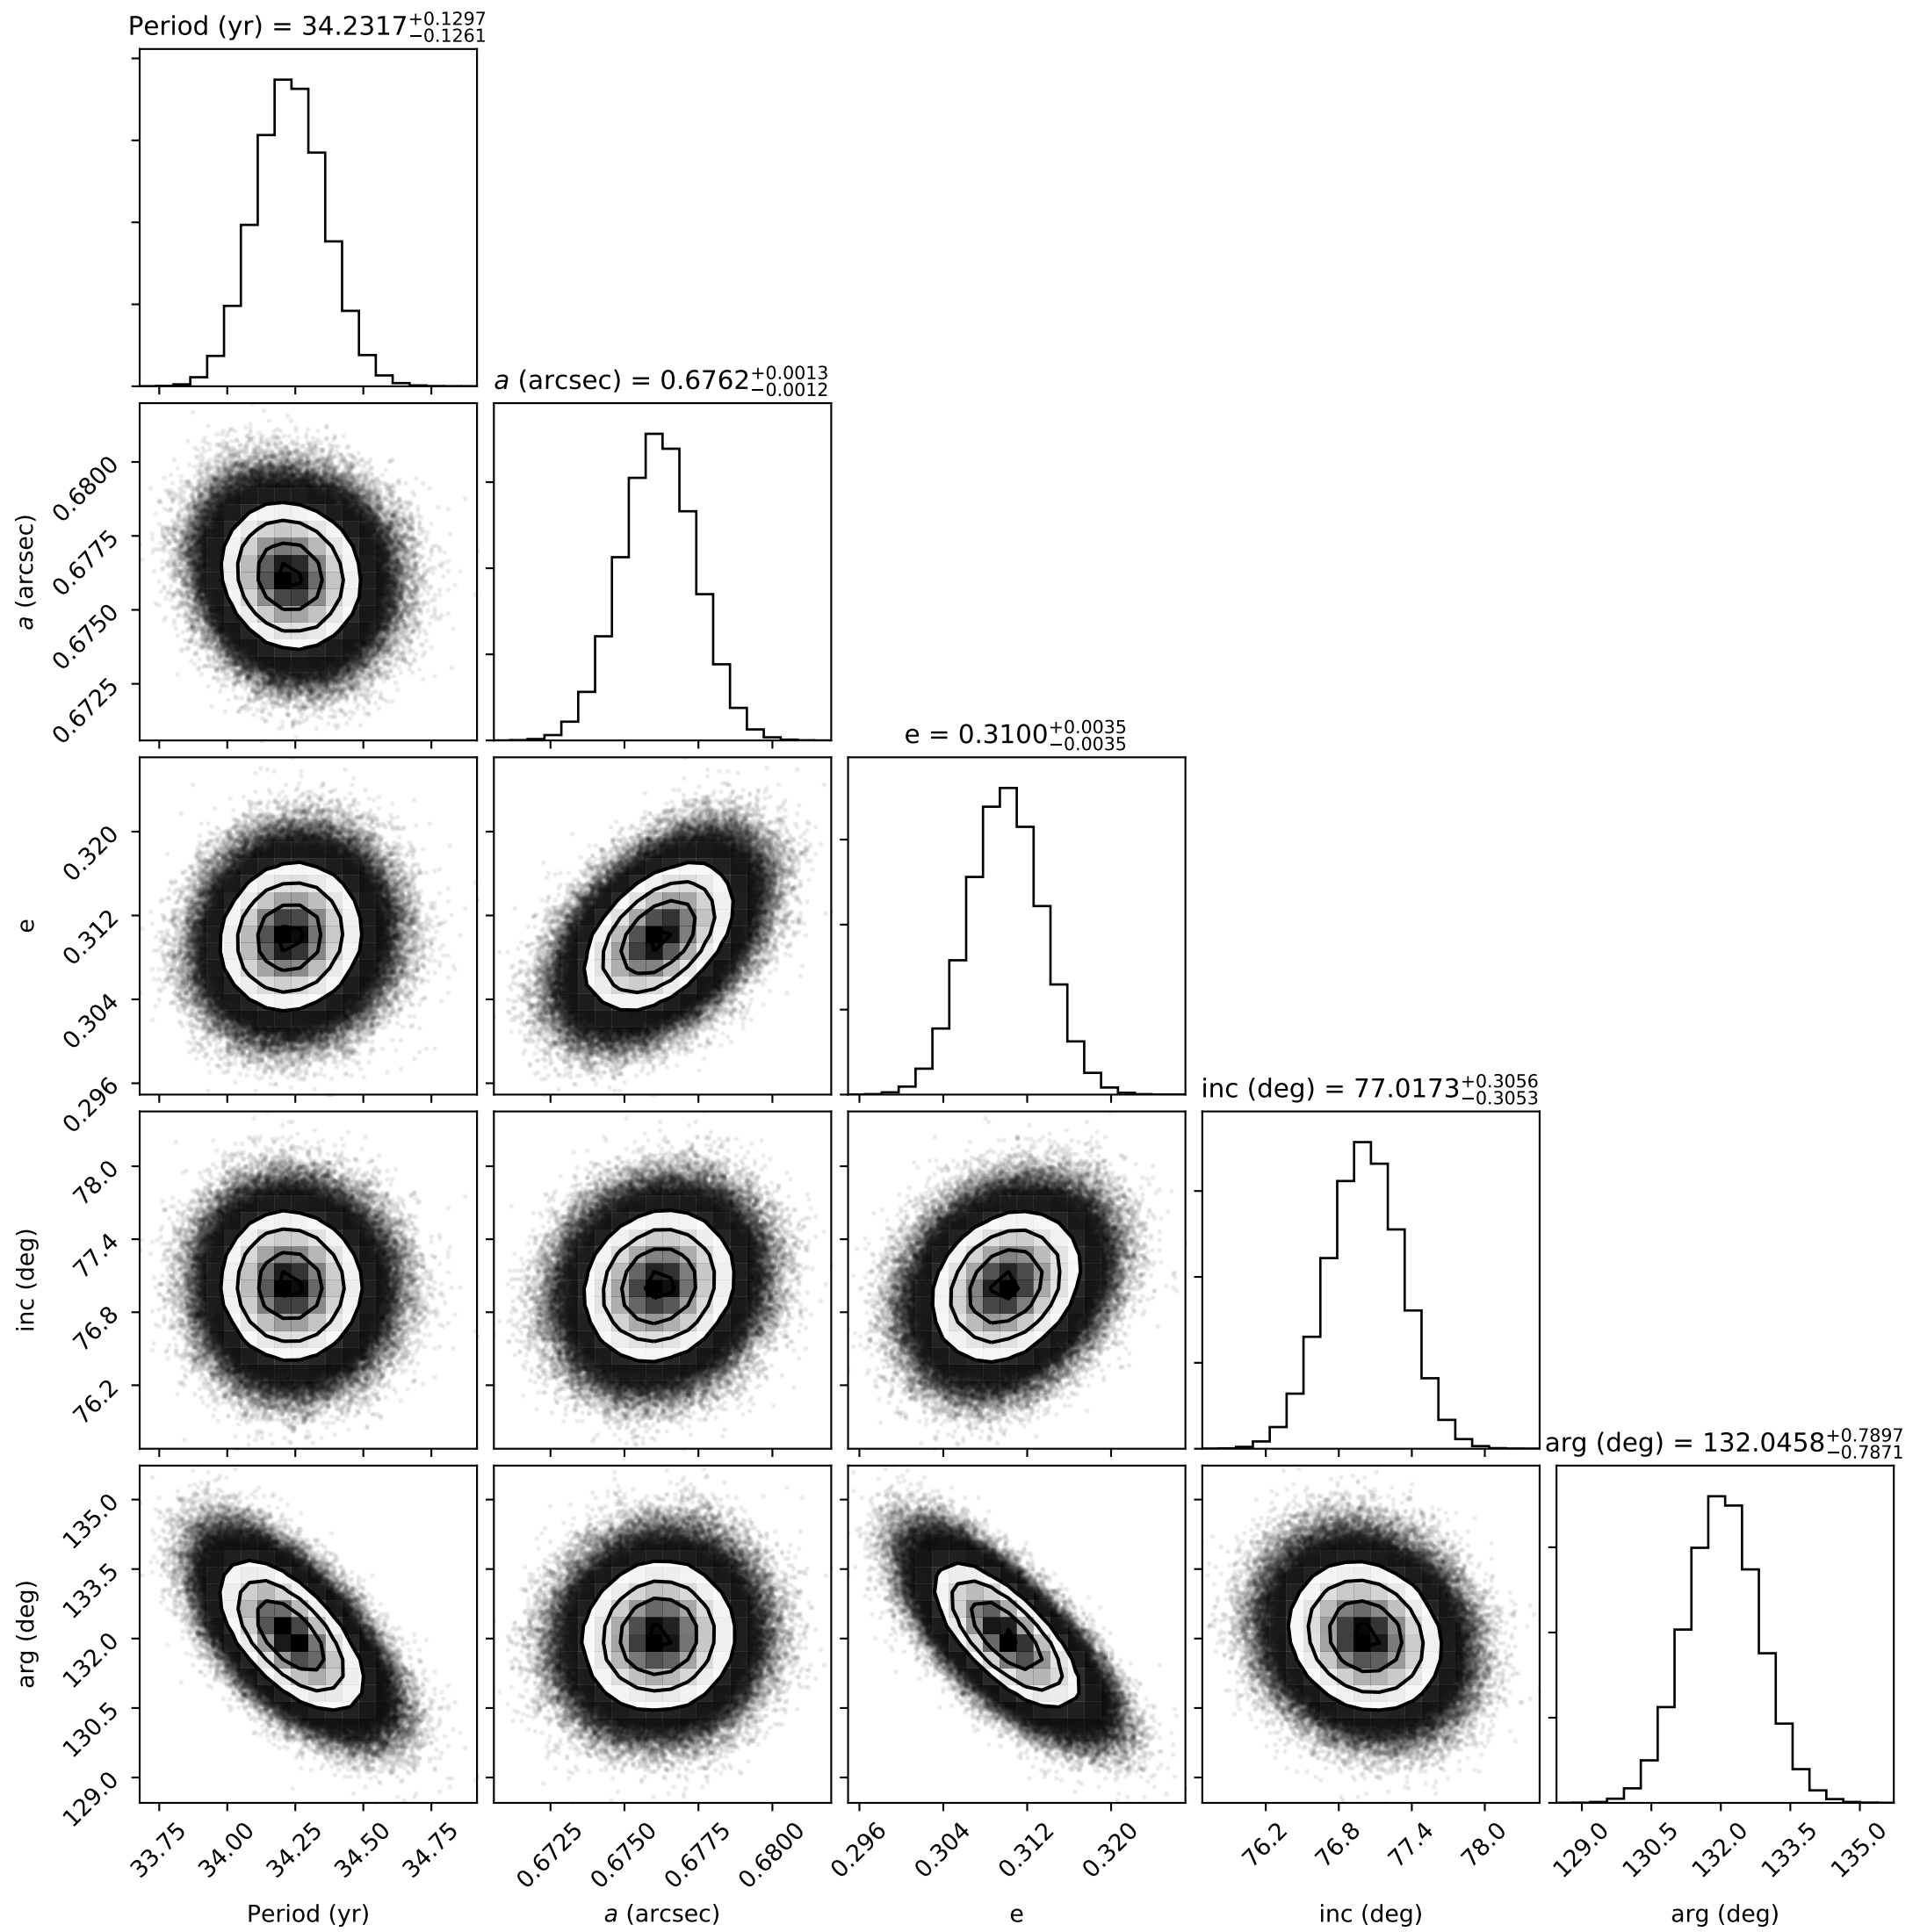 Period (yr) = 34.2317+0.1297−0.1261
a (arcsec) = 0.6762+0.0013−0.0012
a (arcsec)
0.6800
0.6775
0.6750
0.6725
e = 0.3100+0.0035−0.0035
e
0.320
0.312
0.304
0.296
inc (deg) = 77.0173+0.3056−0.3053
inc (deg)
78.0
77.4
76.8
76.2
arg (deg) = 132.0458+0.7897−0.7871
arg (deg)
135.0
133.5
132.0
130.5
129.0
33.75 34.00 34.25 34.50 34.75
0.6725 0.6750 0.6775 0.6800
0.296 0.304 0.312 0.320
76.2 76.8 77.4 78.0
129.0 130.5 132.0 133.5 135.0
Period (yr)
a (arcsec)
e
inc (deg)
arg (deg)